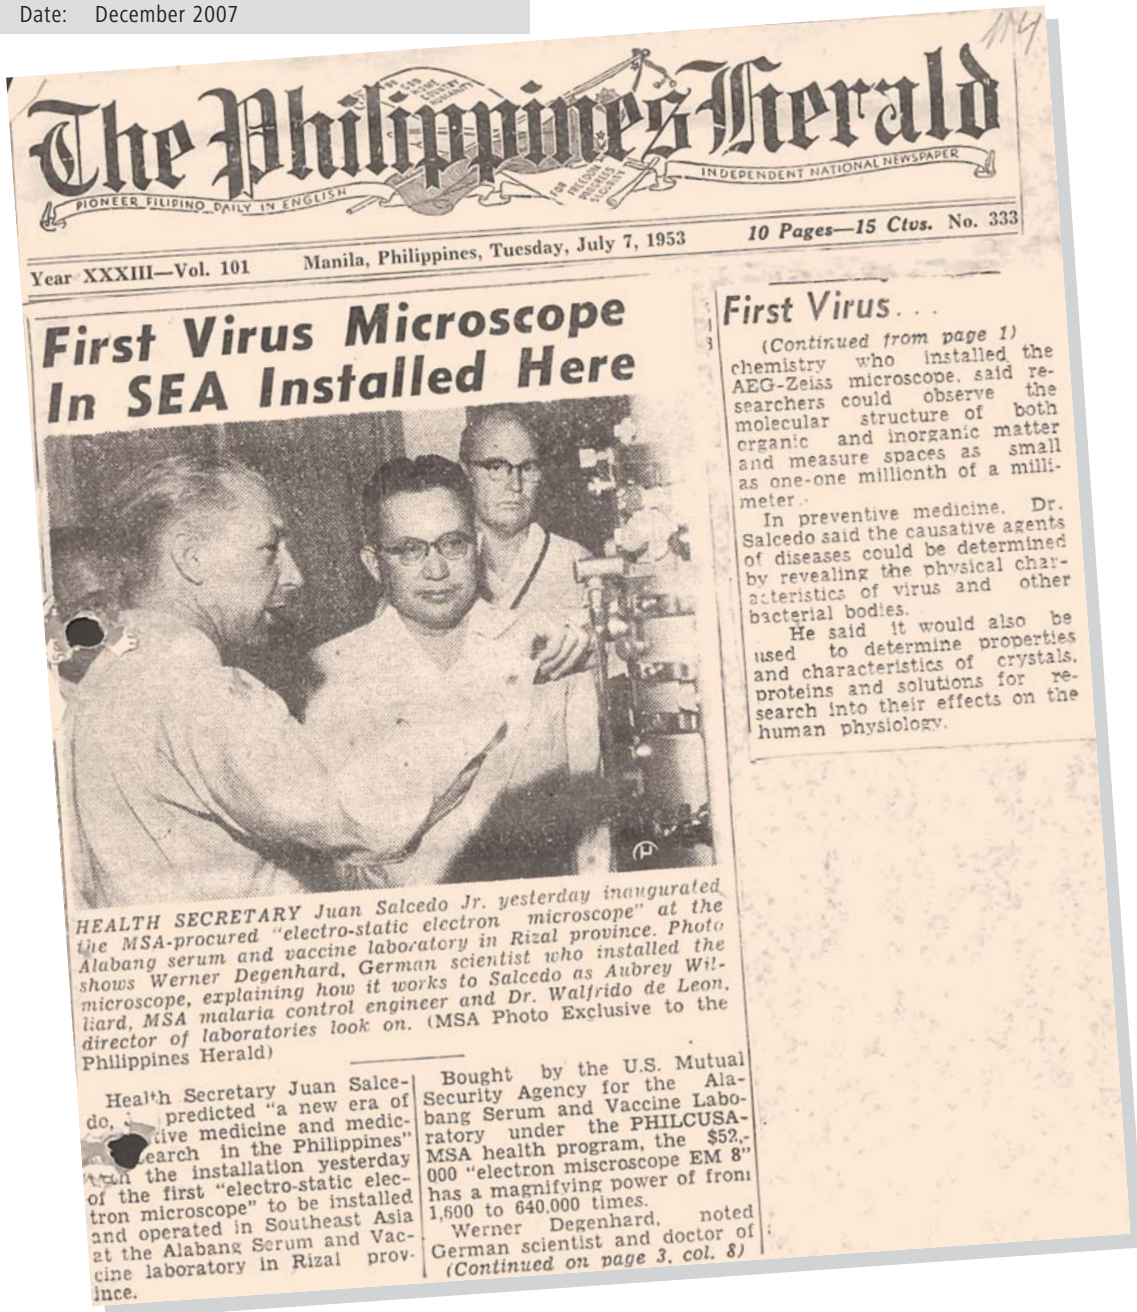 Date: December 2007
114
The Philippines Herald
GOD
HOME
COUNTRY
HUMANITY
FOR
FREEDOM
PROGRESS
SECURITY
PIONEER FILIPINO DAILY IN ENGLISH
INDEPENDENT NATIONAL NEWSPAPER
Year XXXIII—Vol. 101 Manila, Philippines, Tuesday, July 7, 1953 10 Pages—15 Ctvs. No. 333
First Virus Microscope
In SEA Installed Here
HEALTH SECRETARY Juan Salcedo Jr. yesterday inaugurated
the MSA-procured "electro-static electron microscope" at the
Alabang serum and vaccine laboratory in Rizal province. Photo
shows Werner Degenhard, German scientist who installed the
microscope, explaining how it works to Salcedo as Aubrey Wil-
liard, MSA malaria control engineer and Dr. Walfrido de Leon,
director of laboratories look on. (MSA Photo Exclusive to the
Philippines Herald)
Health Secretary Juan Salce-
do, predicted "a new era of
tive medicine and medic-
earch in the Philippines"
the installation yesterday
of the first "electro-static elec-
tron microscope" to be installed
and operated in Southeast Asia
at the Alabang Serum and Vac-
cine laboratory in Rizal prov-
ince.
Bought by the U.S. Mutual
Security Agency for the Ala-
bang Serum and Vaccine Labo-
ratory under the PHILCUSA-
MSA health program, the $52,-
000 "electron miscroscope EM 8"
has a magnifying power of from
1,600 to 640,000 times.
Werner Degenhard, noted
German scientist and doctor of
(Continued on page 3, col. 8)
First Virus...
(Continued from page 1)
chemistry who installed the
AEG-Zeiss microscope, said re-
searchers could observe the
molecular structure of both
organic and inorganic matter
and measure spaces as small
as one-one millionth of a milli-
meter.
In preventive medicine, Dr.
Salcedo said the causative agents
of diseases could be determined
by revealing the physical char-
acteristics of virus and other
bacterial bodies.
He said it would also be
used to determine properties
and characteristics of crystals,
proteins and solutions for re-
search into their effects on the
human physiology.